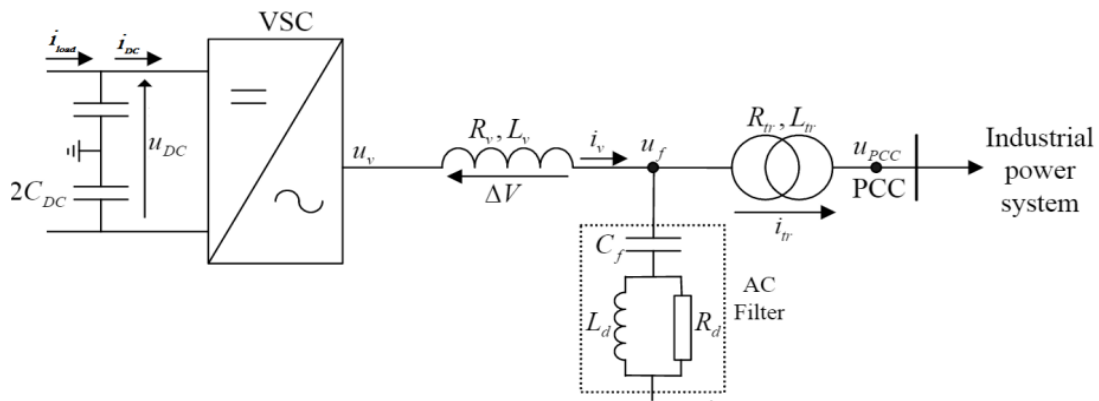 VSC
i_load
i_DC
u_DC
2C_DC
u_v
R_v, L_v
i_v
ΔV
u_f
R_tr, L_tr
i_tr
u_PCC
PCC
Industrial
power
system
C_f
L_d
R_d
AC
Filter